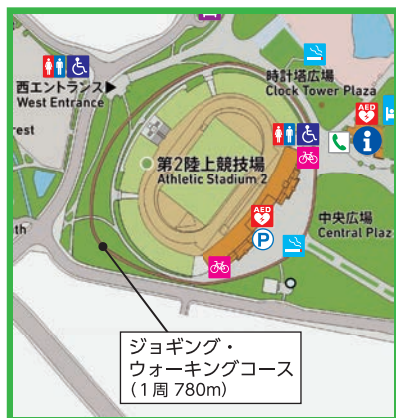 西エントランス▶
West Entrance
時計塔広場
Clock Tower Plaza
AED
rest
第2陸上競技場
Athletic Stadium 2
i
AED
P
中央広場
Central Plaz
th
ジョギング・
ウォーキングコース
(1周 780m)